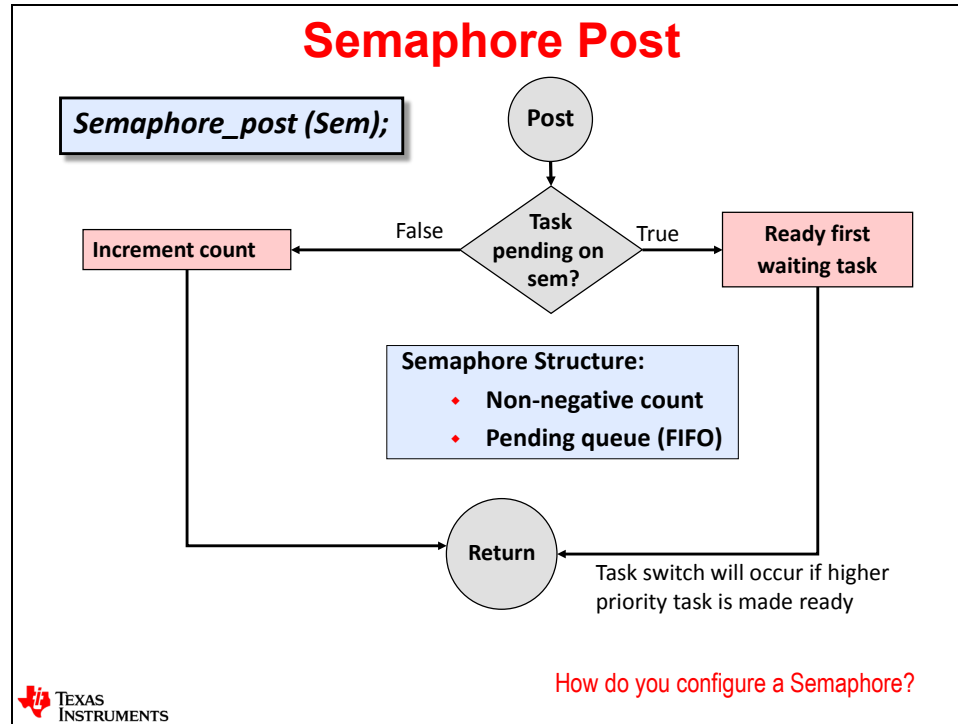 Semaphore Post
Semaphore_post (Sem);
Post
Task
pending on
sem?
False
True
Increment count
Ready first
waiting task
Semaphore Structure:
Non-negative count
Pending queue (FIFO)
Return
Task switch will occur if higher
priority task is made ready
How do you configure a Semaphore?
TEXAS
INSTRUMENTS